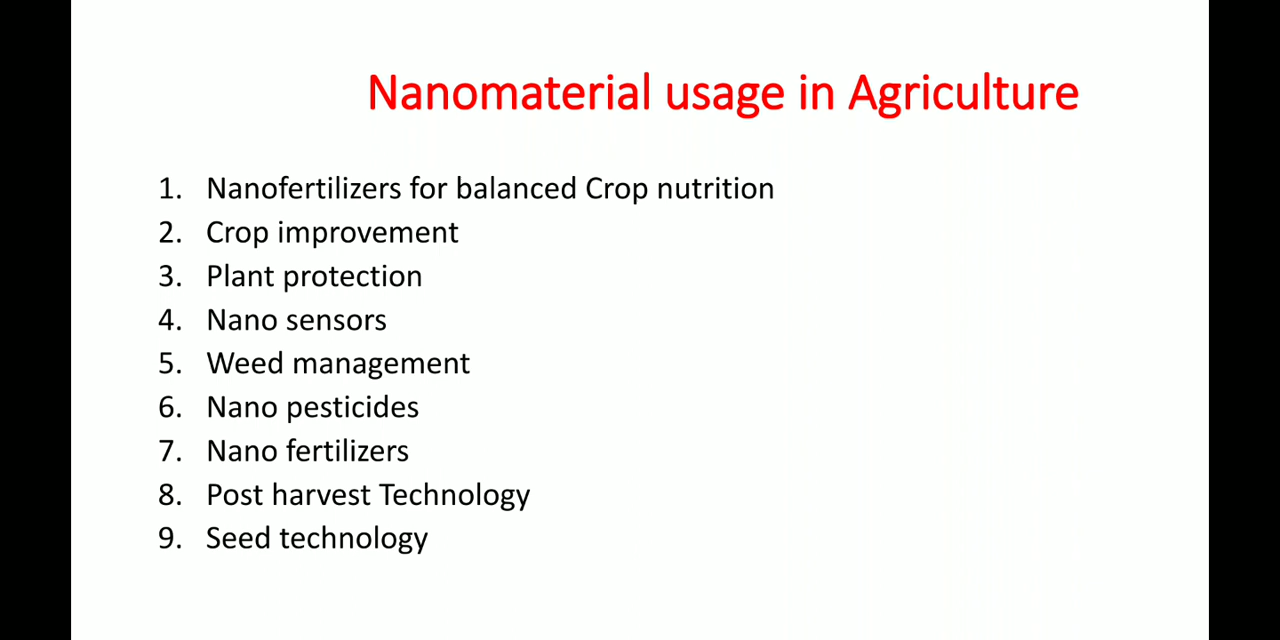 Nanomaterial usage in Agriculture
1. Nanofertilizers for balanced Crop nutrition
2. Crop improvement
3. Plant protection
4. Nano sensors
5. Weed management
6. Nano pesticides
7. Nano fertilizers
8. Post harvest Technology
9. Seed technology